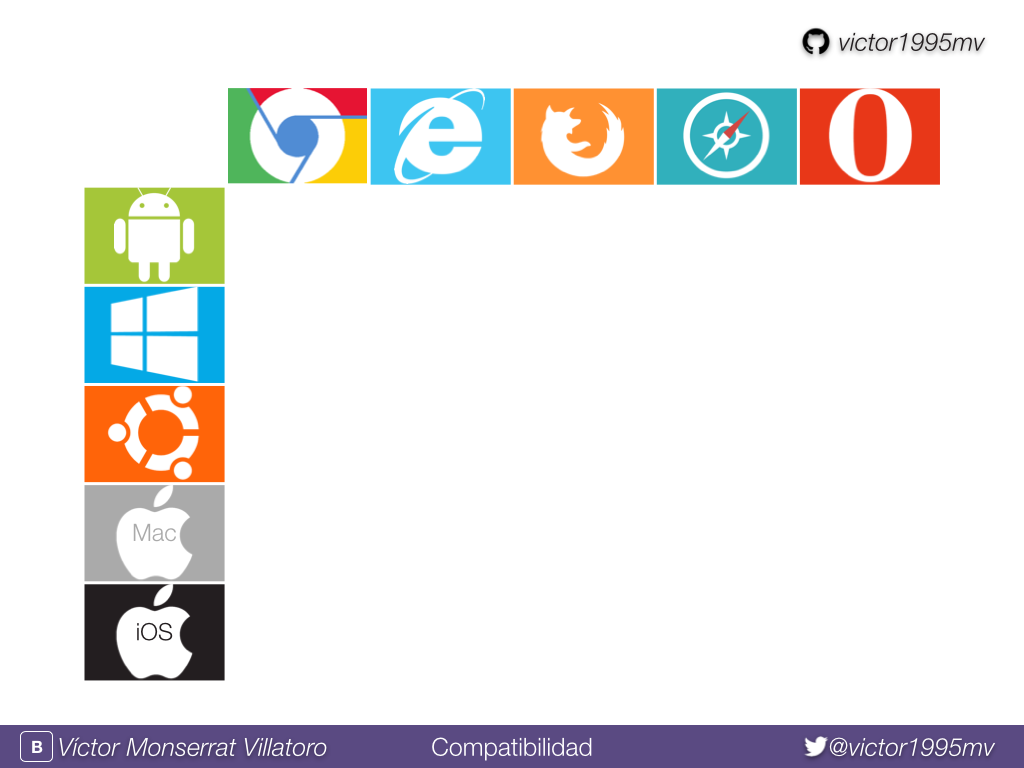 victor1995mv
Mac
iOS
B Víctor Monserrat Villatoro
Compatibilidad
@victor1995mv